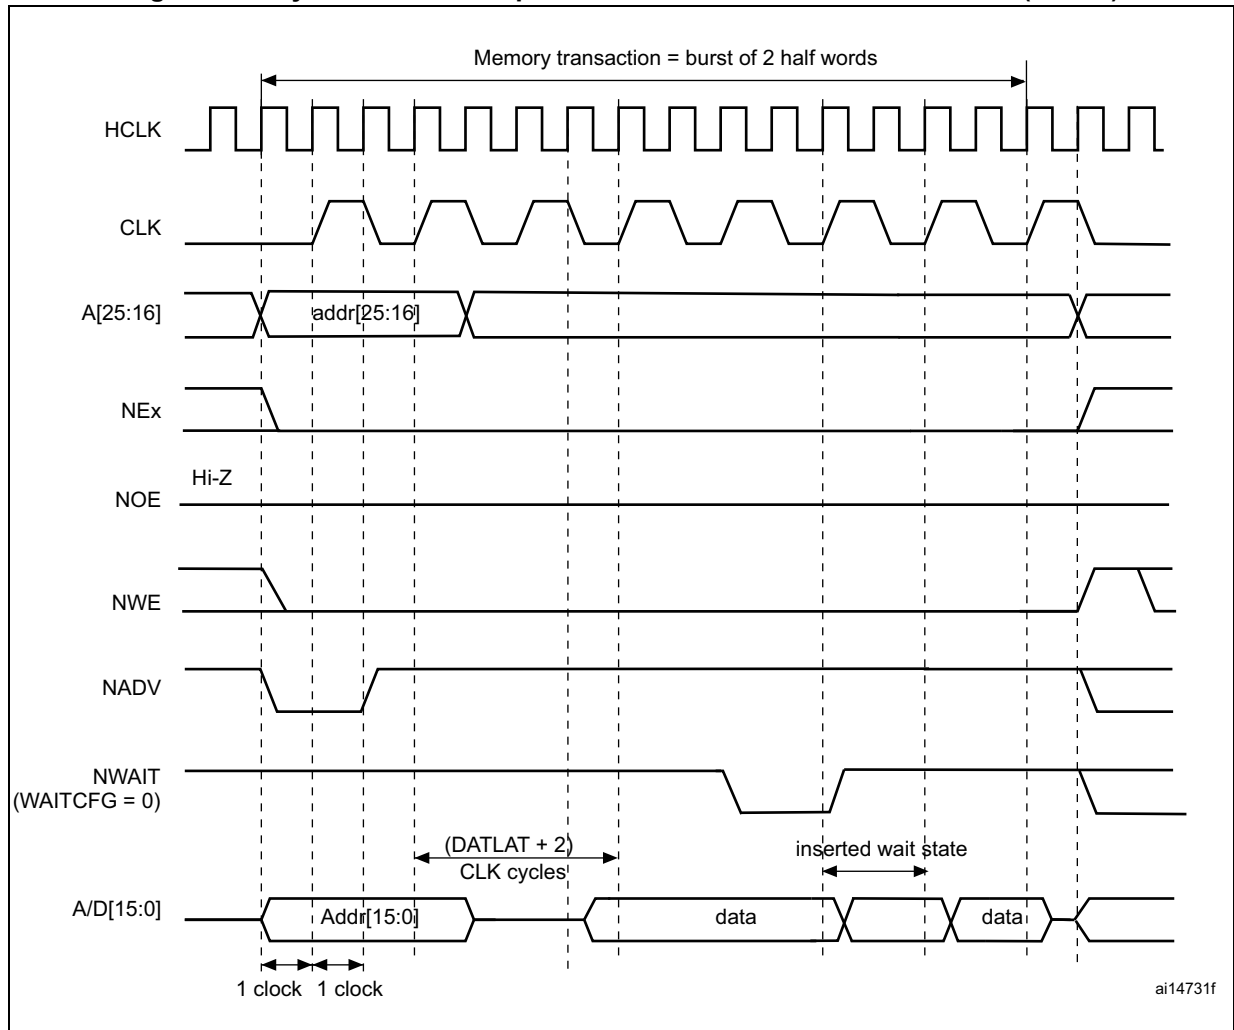 Memory transaction = burst of 2 half words
HCLK
CLK
A[25:16]
addr[25:16]
NEx
Hi-Z
NOE
NWE
NADV
NWAIT
(WAITCFG = 0)
(DATLAT + 2)
CLK cycles
inserted wait state
A/D[15:0]
Addr[15:0]
data
data
1 clock
1 clock
ai14731f